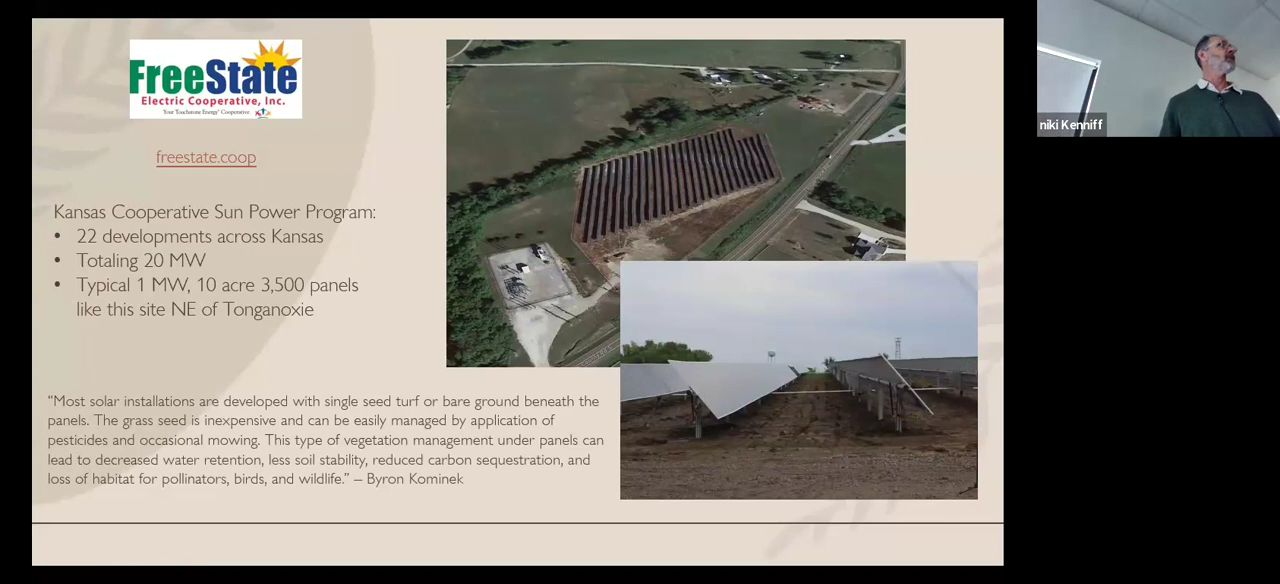 FreeState
Electric Cooperative, Inc.
Your Touchstone Energy® Cooperative
freestate.coop
Kansas Cooperative Sun Power Program:
• 22 developments across Kansas
• Totaling 20 MW
• Typical 1 MW, 10 acre 3,500 panels
like this site NE of Tonganoxie
“Most solar installations are developed with single seed turf or bare ground beneath the
panels. The grass seed is inexpensive and can be easily managed by application of
pesticides and occasional mowing. This type of vegetation management under panels can
lead to decreased water retention, less soil stability, reduced carbon sequestration, and
loss of habitat for pollinators, birds, and wildlife.” – Byron Kominek
niki Kenniff